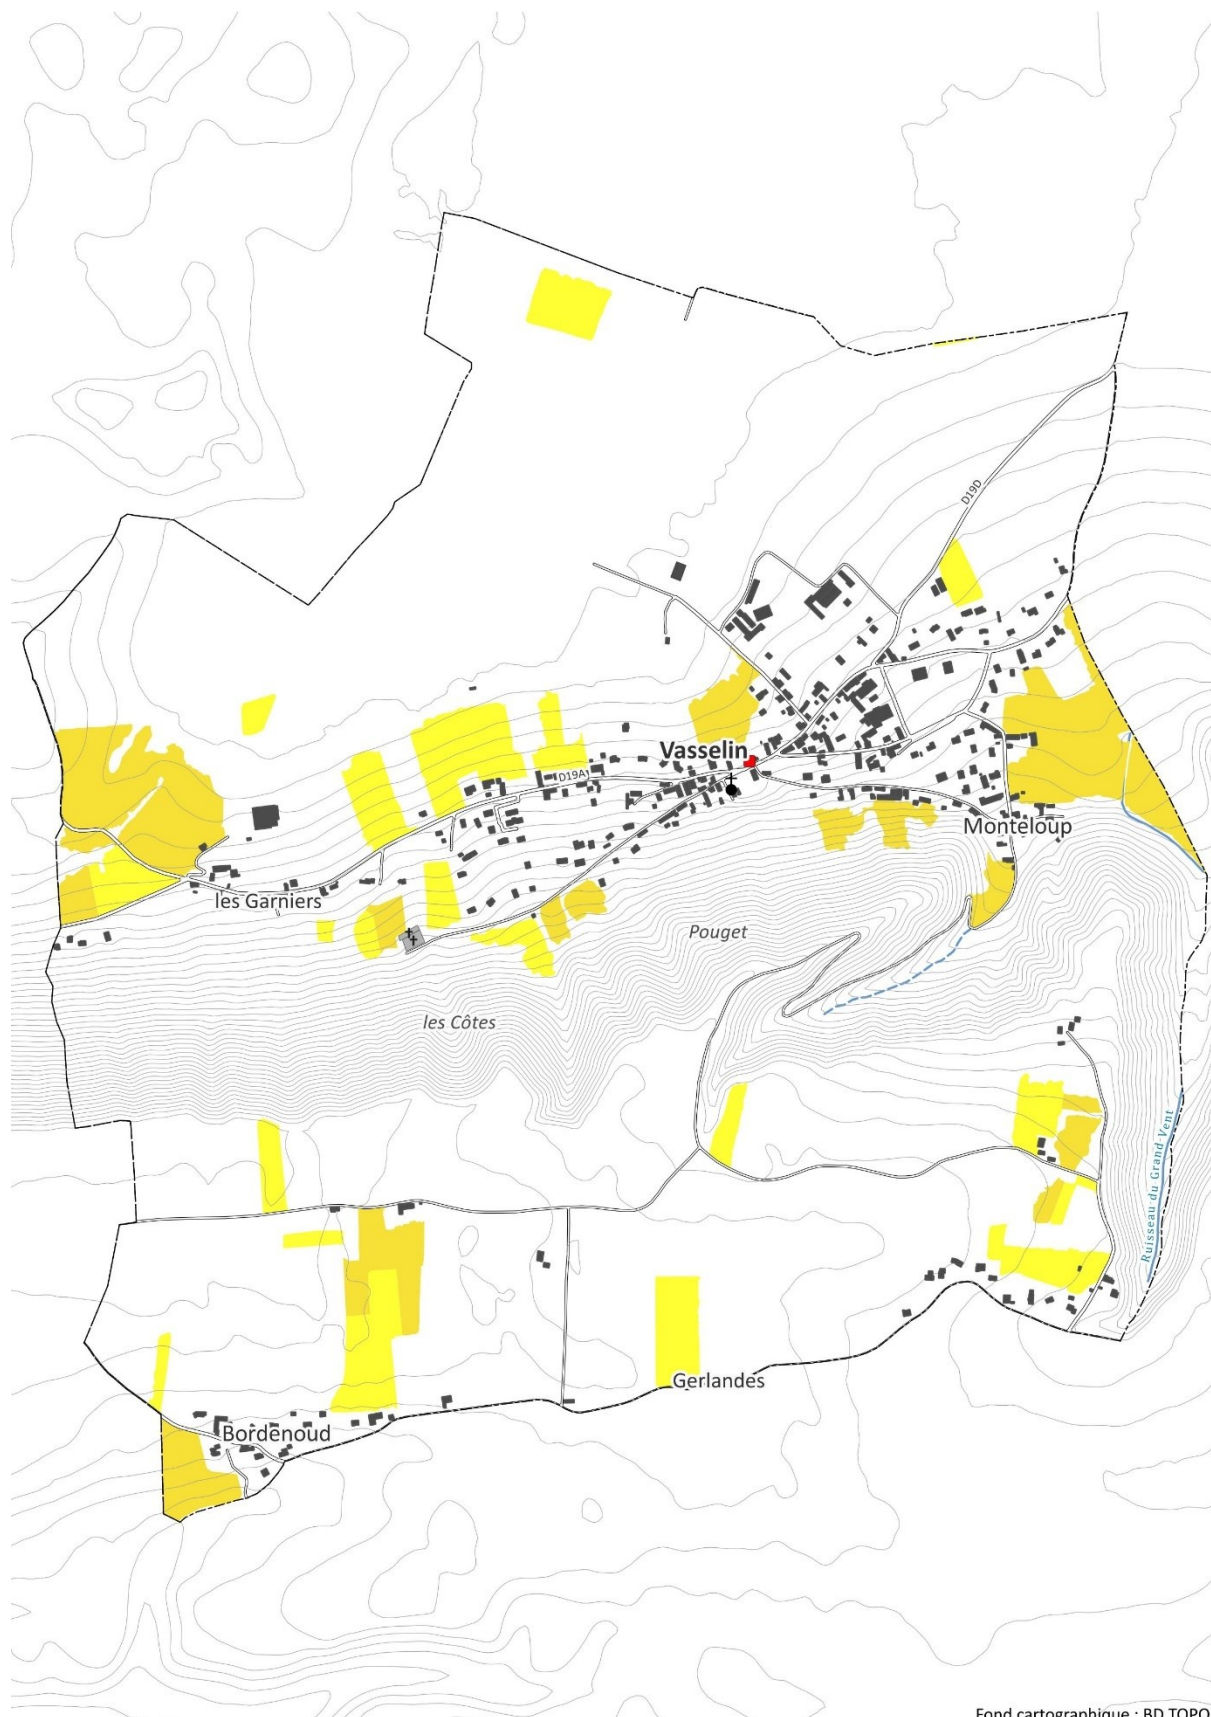 D19D
Vasselin
D19A
Monteloup
les Garniers
Pouget
les Côtes
Ruisseau du Grand-Vent
Gerlandes
Bordenoud
Fond cartographique : BD TOPO